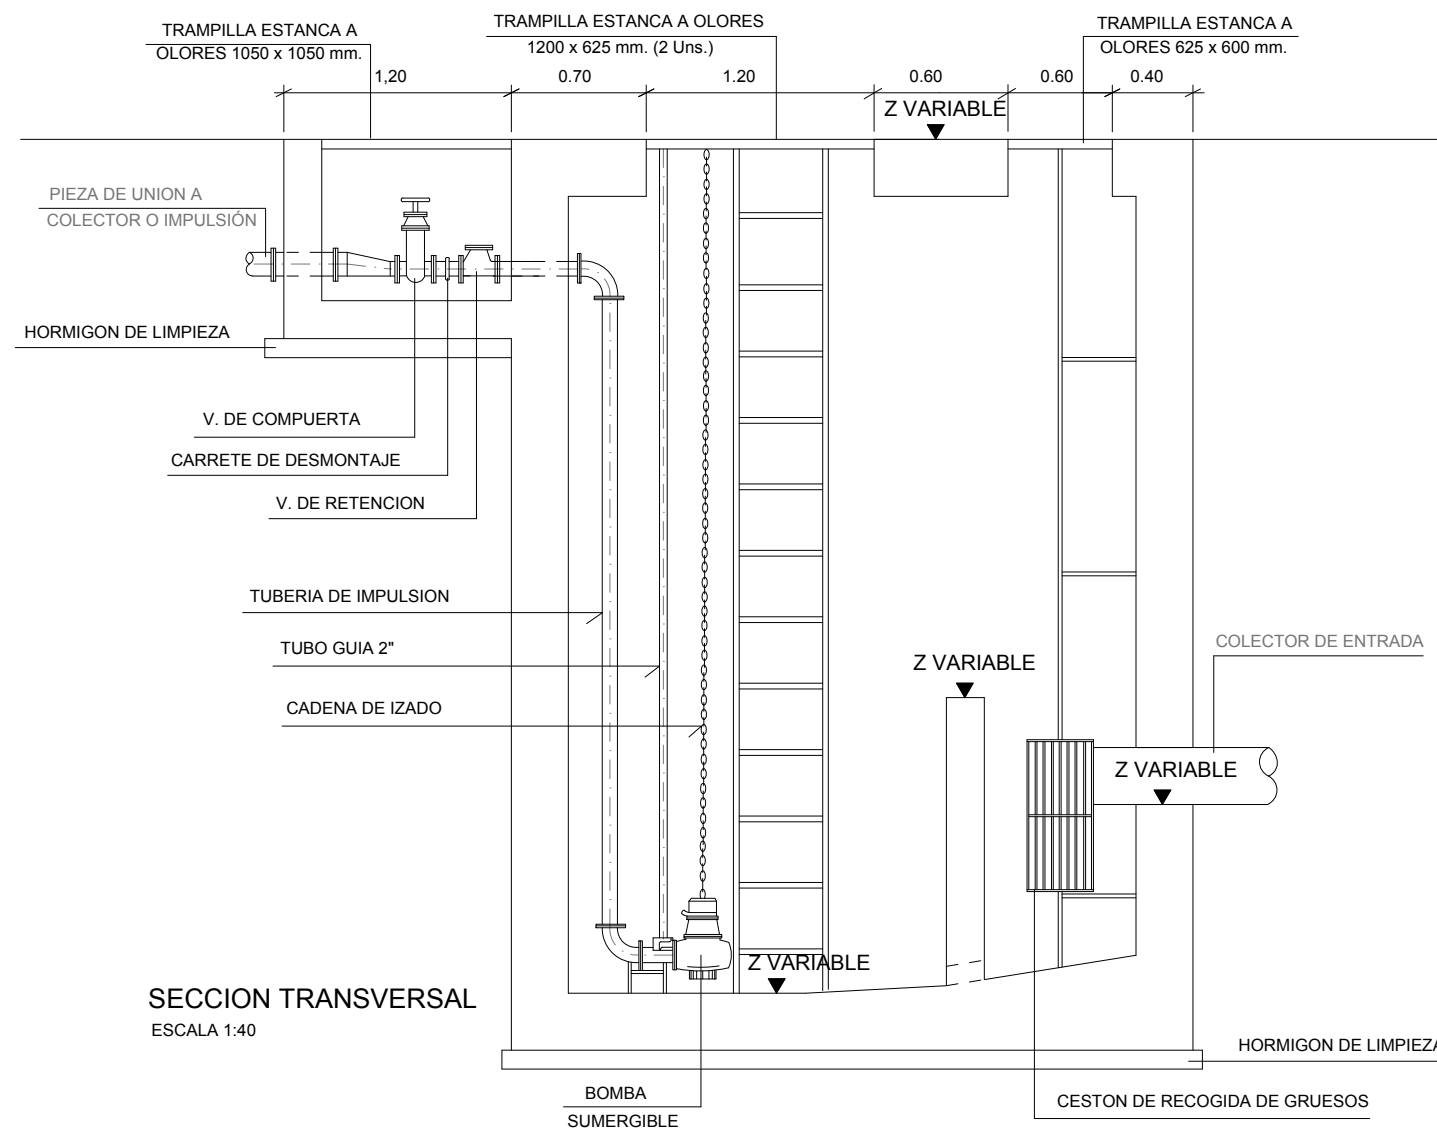 TRAMPILLA ESTANCA A
OLORES 1050 x 1050 mm.
TRAMPILLA ESTANCA A OLORES
1200 x 625 mm. (2 Uns.)
TRAMPILLA ESTANCA A
OLORES 625 x 600 mm.
1,20
0.70
1.20
0.60
0.60
0.40
Z VARIABLE
PIEZA DE UNION A
COLECTOR O IMPULSIÓN
HORMIGON DE LIMPIEZA
V. DE COMPUERTA
CARRETE DE DESMONTAJE
V. DE RETENCION
TUBERIA DE IMPULSION
TUBO GUIA 2"
CADENA DE IZADO
COLECTOR DE ENTRADA
Z VARIABLE
Z VARIABLE
Z VARIABLE
SECCION TRANSVERSAL
ESCALA 1:40
HORMIGON DE LIMPIEZA
BOMBA
SUMERGIBLE
CESTON DE RECOGIDA DE GRUESOS